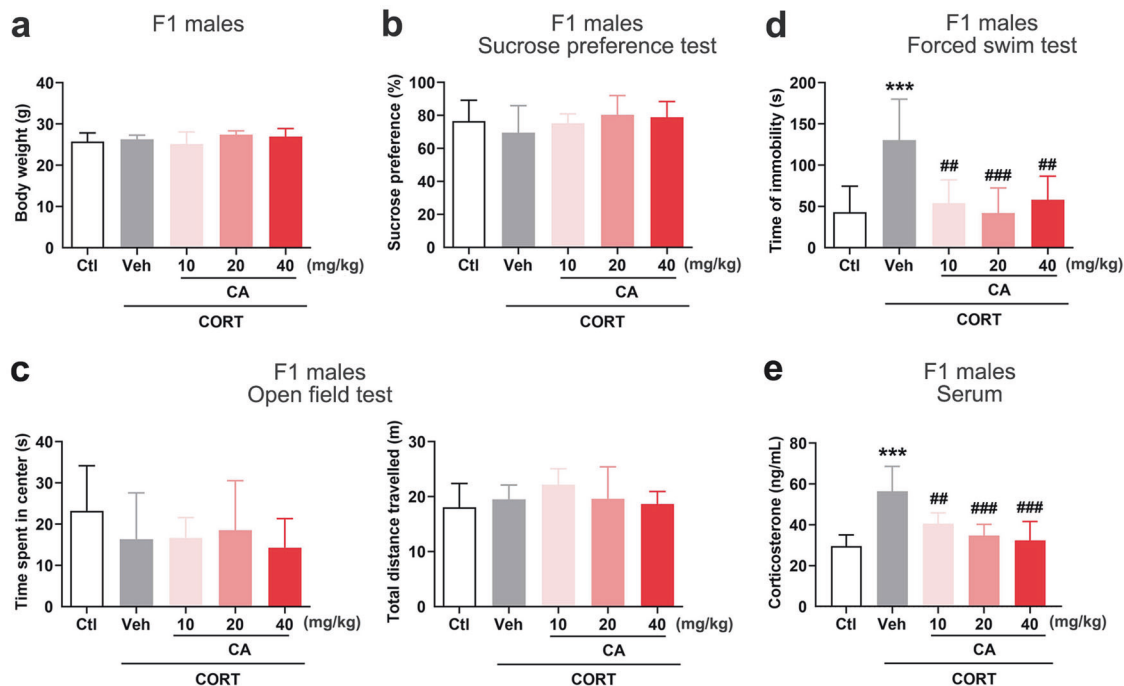 a
F1 males
Body weight (g)
40
30
20
10
0
Ctl Veh 10 20 40 (mg/kg)
CA
CORT
b
F1 males
Sucrose preference test
Sucrose preference (%)
100
80
60
40
20
0
Ctl Veh 10 20 40 (mg/kg)
CA
CORT
d
F1 males
Forced swim test
Time of immobility (s)
200
150
100
50
0
*** ## ### ##
Ctl Veh 10 20 40 (mg/kg)
CA
CORT
c
F1 males
Open field test
Time spent in center (s)
40
30
20
10
0
Ctl Veh 10 20 40 (mg/kg)
CA
CORT
Total distance travelled (m)
30
20
10
0
Ctl Veh 10 20 40 (mg/kg)
CA
CORT
e
F1 males
Serum
Corticosterone (ng/mL)
80
60
40
20
0
*** ## ### ###
Ctl Veh 10 20 40 (mg/kg)
CA
CORT